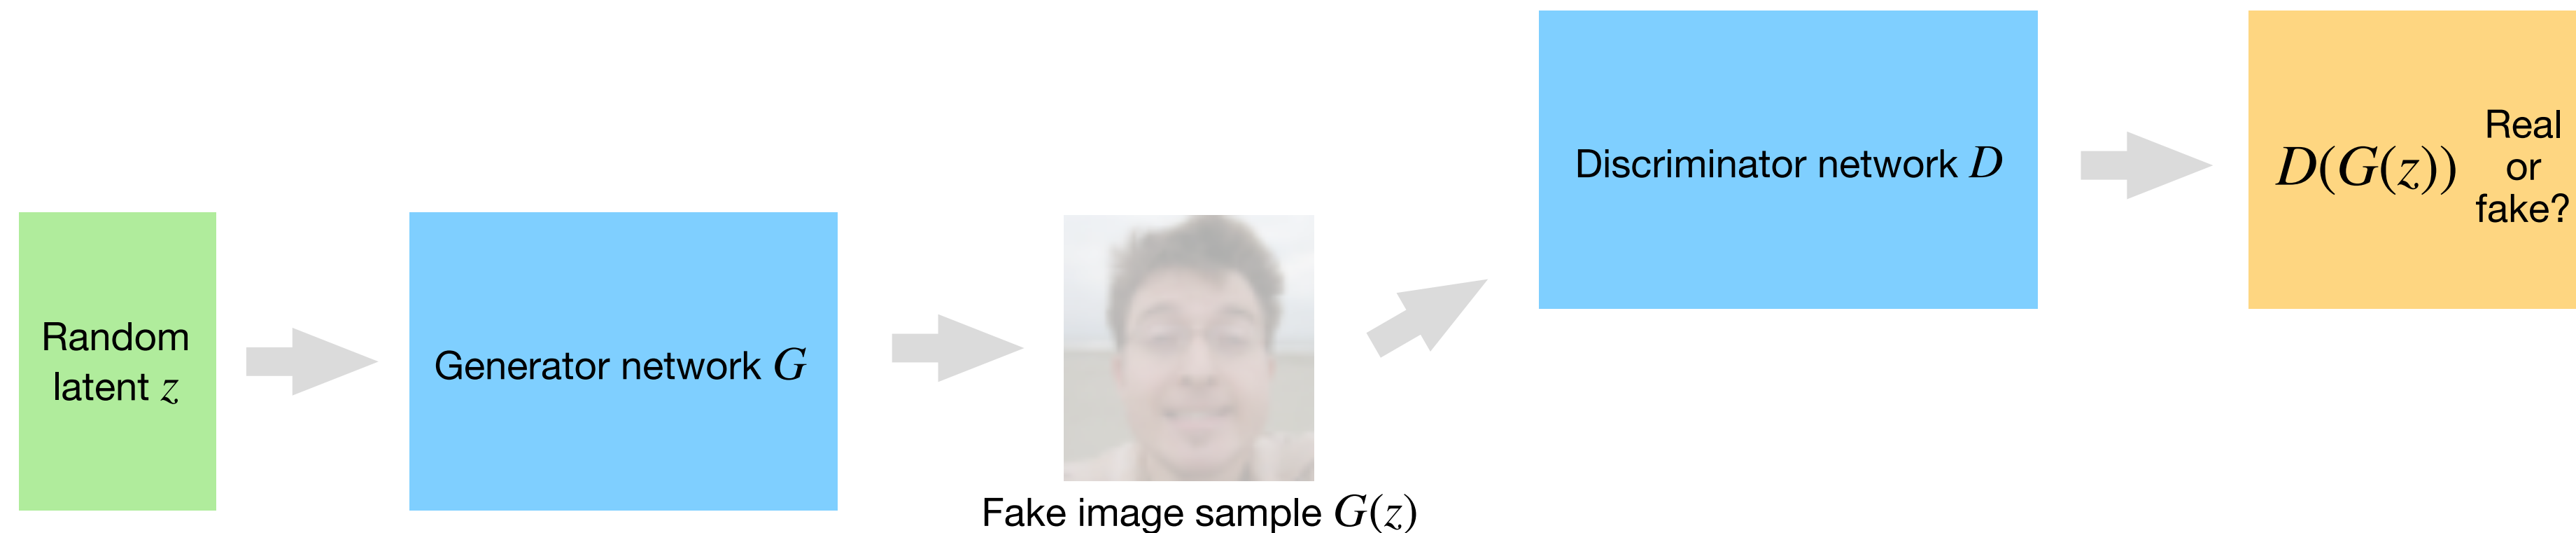 Random
latent z
Generator network G
Fake image sample G(z)
Discriminator network D
D(G(z))
Real
or
fake?